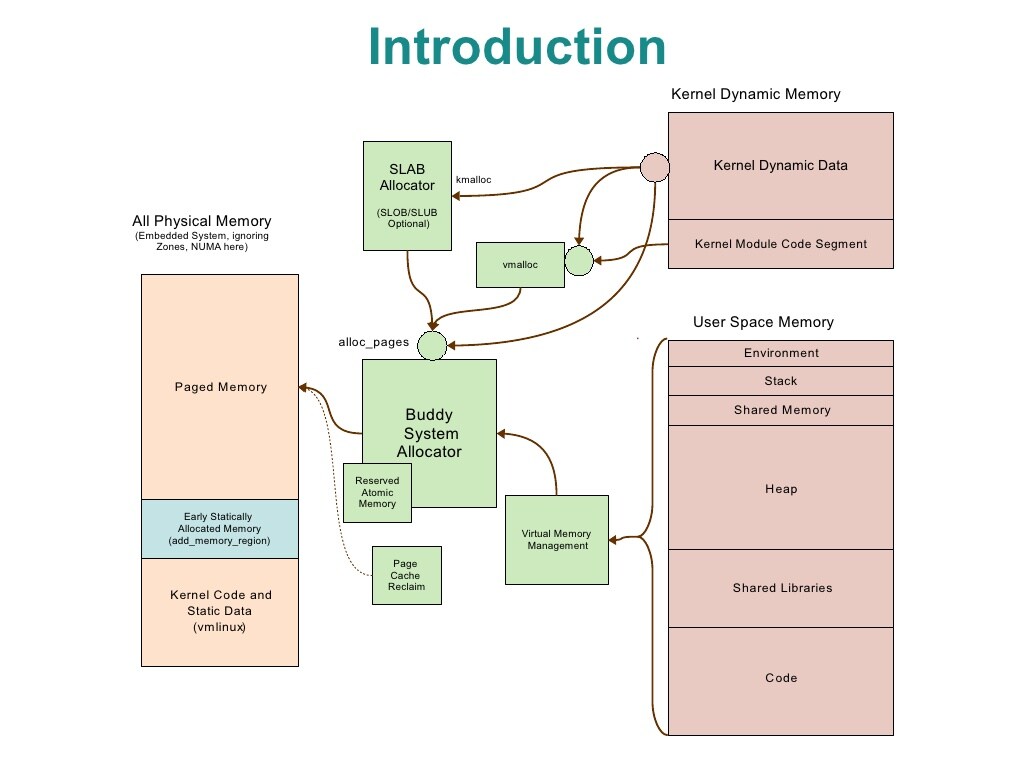 Introduction
Kernel Dynamic Memory
Kernel Dynamic Data
Kernel Module Code Segment
SLAB
Allocator
(SLOB/SLUB
Optional)
kmalloc
vmalloc
All Physical Memory
(Embedded System, ignoring
Zones, NUMA here)
Paged Memory
Early Statically
Allocated Memory
(add_memory_region)
Kernel Code and
Static Data
(vmlinux)
alloc_pages
Buddy
System
Allocator
Reserved
Atomic
Memory
Page
Cache
Reclaim
Virtual Memory
Management
User Space Memory
Environment
Stack
Shared Memory
Heap
Shared Libraries
Code